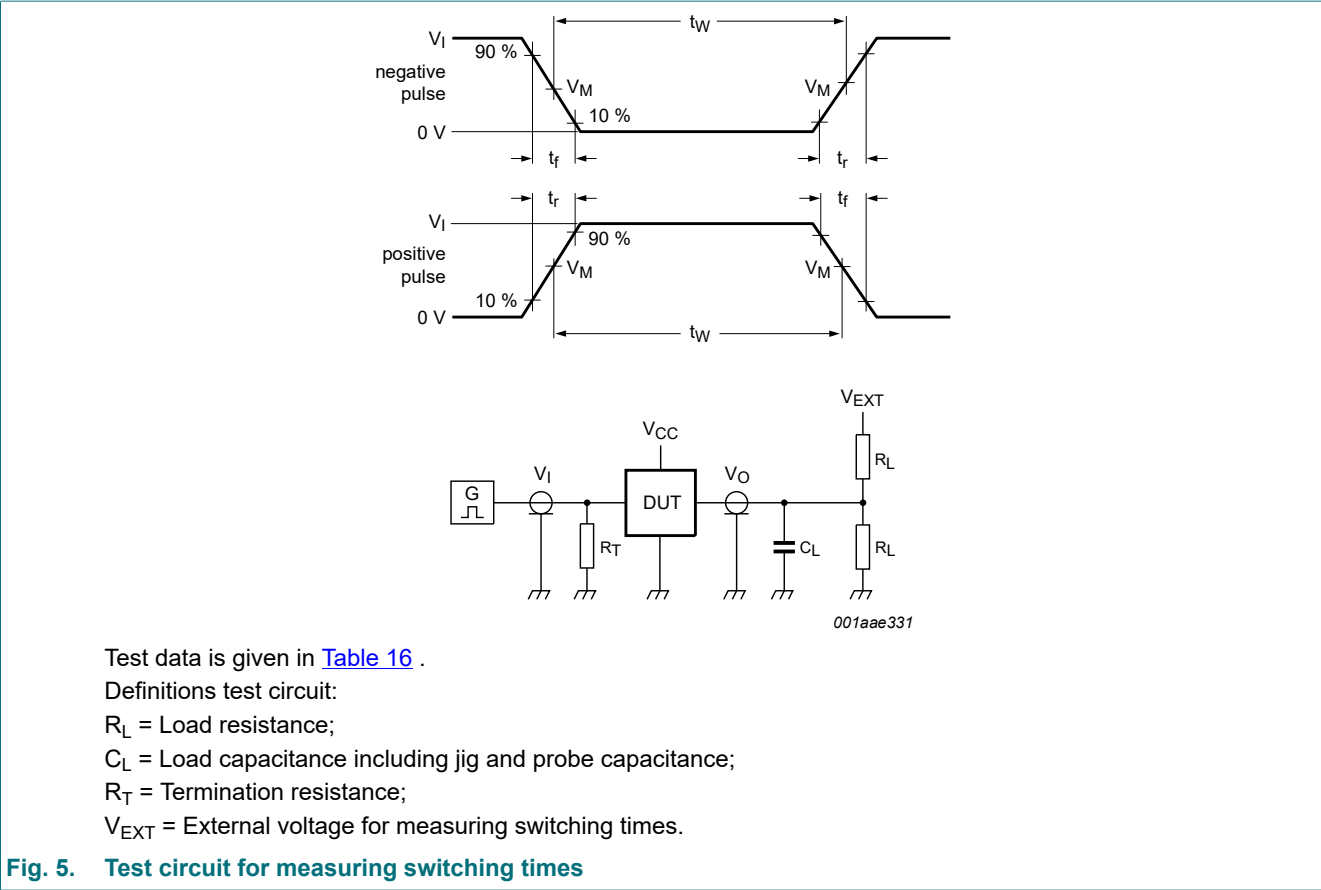 tW
VI
90 %
negative
pulse
VM
VM
10 %
0 V
tf
tr
tr
tf
VI
90 %
positive
pulse
VM
VM
10 %
0 V
tW
VEXT
VCC
RL
VI
VO
G
DUT
RT
CL
RL
001aae331
Test data is given in Table 16 .
Definitions test circuit:
RL = Load resistance;
CL = Load capacitance including jig and probe capacitance;
RT = Termination resistance;
VEXT = External voltage for measuring switching times.
Fig. 5. Test circuit for measuring switching times